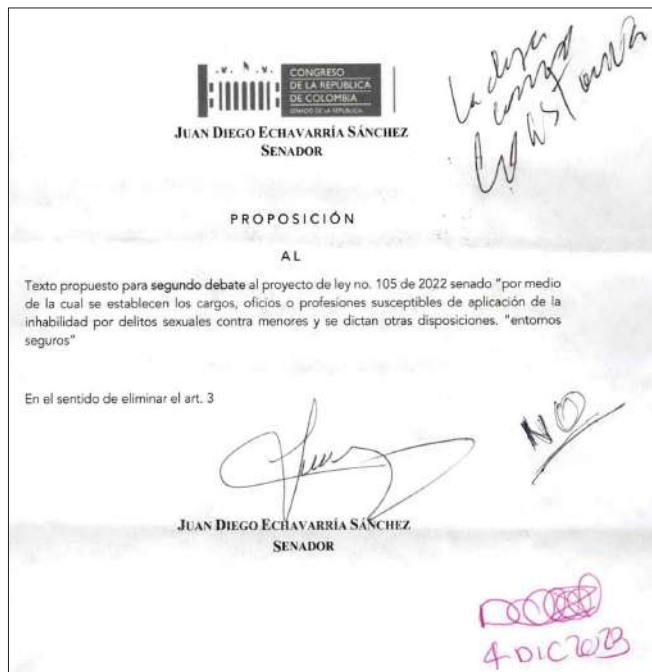 CONGRESO
DE LA REPÚBLICA
DE COLOMBIA
SENADO DE LA REPÚBLICA
JUAN DIEGO ECHAVARRÍA SÁNCHEZ
SENADOR
La deja
PROPOSICIÓN
AL
Texto propuesto para segundo debate al proyecto de ley no. 105 de 2022 senado "por medio
de la cual se establecen los cargos, oficios o profesiones susceptibles de aplicación de la
inhabilidad por delitos sexuales contra menores y se dictan otras disposiciones. "entornos
seguros"
En el sentido de eliminar el art. 3
NO
JUAN DIEGO ECHAVARRÍA SÁNCHEZ
SENADOR
4 DIC 2023